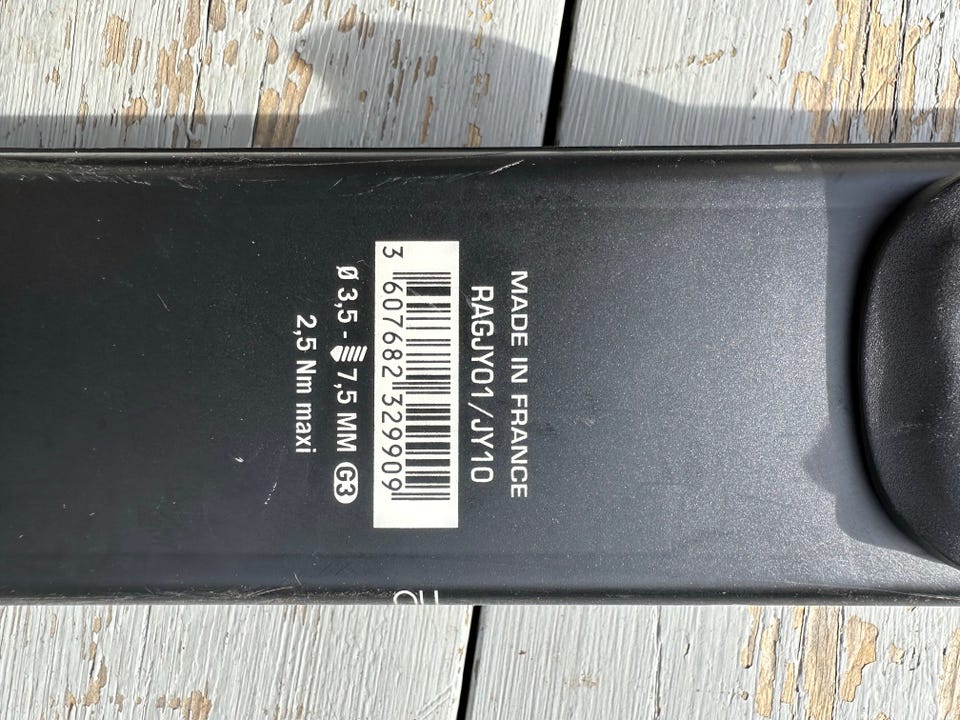 MADE IN FRANCE
RAGJY01/JY10
3 607682 329909
Ø 3,5 - 7,5 MM G3
2,5 Nm maxi